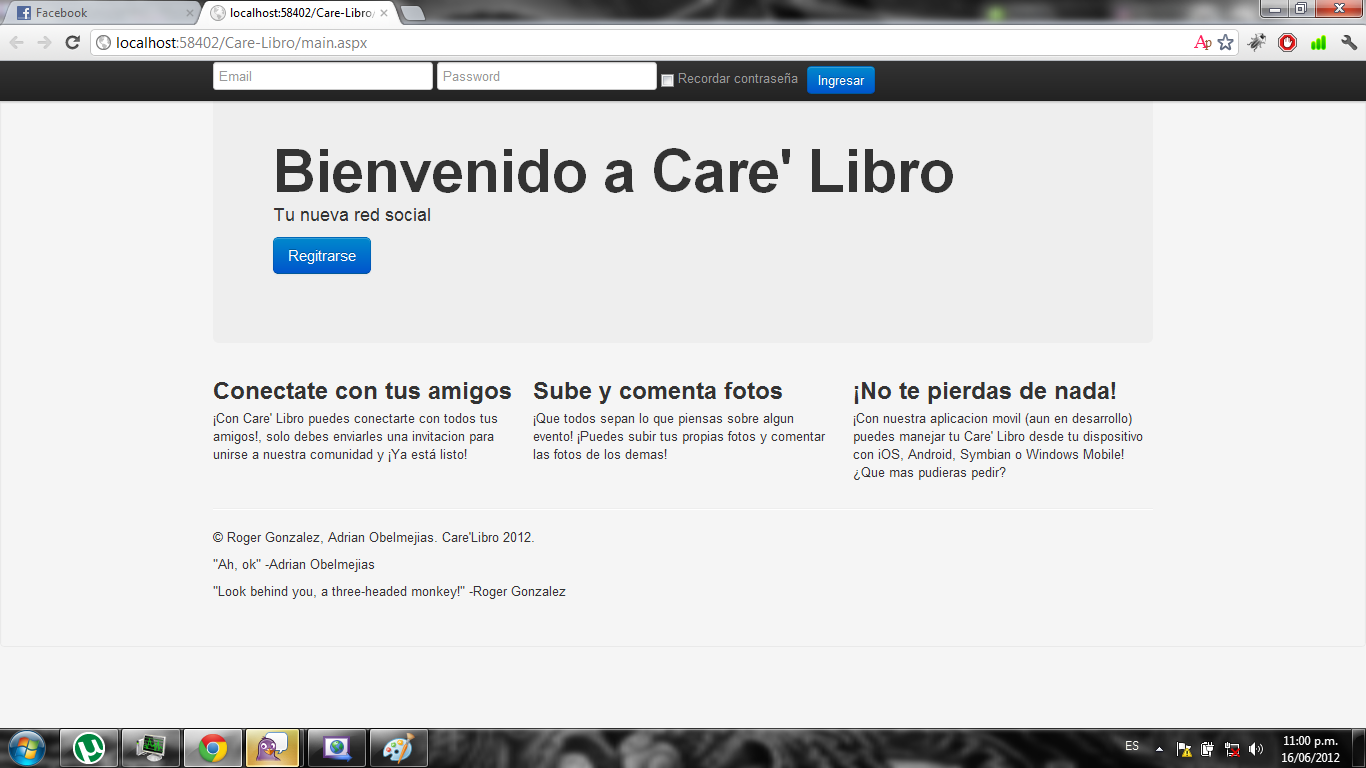 Facebook
localhost:58402/Care-Libro/
localhost:58402/Care-Libro/main.aspx
Email Password Recordar contraseña Ingresar
Bienvenido a Care' Libro
Tu nueva red social
Regitrarse
Conectate con tus amigos
¡Con Care' Libro puedes conectarte con todos tus
amigos!, solo debes enviarles una invitacion para
unirse a nuestra comunidad y ¡Ya está listo!
Sube y comenta fotos
¡Que todos sepan lo que piensas sobre algun
evento! ¡Puedes subir tus propias fotos y comentar
las fotos de los demas!
¡No te pierdas de nada!
¡Con nuestra aplicacion movil (aun en desarrollo)
puedes manejar tu Care' Libro desde tu dispositivo
con iOS, Android, Symbian o Windows Mobile!
¿Que mas pudieras pedir?
© Roger Gonzalez, Adrian Obelmejias. Care'Libro 2012.
"Ah, ok" -Adrian Obelmejias
"Look behind you, a three-headed monkey!" -Roger Gonzalez
ES
11:00 p.m.
16/06/2012